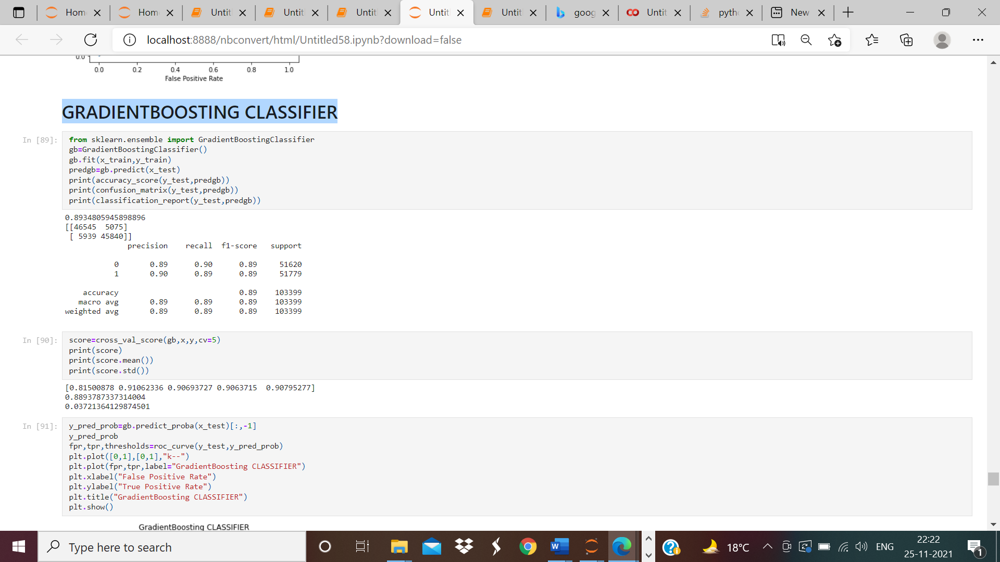 Hom
Hom
Untit
Untit
Untit
Untit
Untit
goog
Untit
pyth
New
localhost:8888/nbconvert/html/Untitled58.ipynb?download=false
0.0
0.0 0.2 0.4 0.6 0.8 1.0
False Positive Rate
GRADIENTBOOSTING CLASSIFIER
In [89]:
from sklearn.ensemble import GradientBoostingClassifier
gb=GradientBoostingClassifier()
gb.fit(x_train,y_train)
predgb=gb.predict(x_test)
print(accuracy_score(y_test,predgb))
print(confusion_matrix(y_test,predgb))
print(classification_report(y_test,predgb))
0.8934805945898896
[[46545  5075]
[ 5939 45840]]
precision recall f1-score support
0 0.89 0.90 0.89 51620
1 0.90 0.89 0.89 51779
accuracy 0.89 103399
macro avg 0.89 0.89 0.89 103399
weighted avg 0.89 0.89 0.89 103399
In [90]:
score=cross_val_score(gb,x,y,cv=5)
print(score)
print(score.mean())
print(score.std())
[0.81500878 0.91062336 0.90693727 0.9063715  0.90795277]
0.8893787337314004
0.03721364129874501
In [91]:
y_pred_prob=gb.predict_proba(x_test)[:,-1]
y_pred_prob
fpr,tpr,thresholds=roc_curve(y_test,y_pred_prob)
plt.plot([0,1],[0,1],"k--")
plt.plot(fpr,tpr,label="GradientBoosting CLASSIFIER")
plt.xlabel("False Positive Rate")
plt.ylabel("True Positive Rate")
plt.title("GradientBoosting CLASSIFIER")
plt.show()
GradientBoosting CLASSIFIER
Type here to search
18°C
ENG
22:22
25-11-2021
1